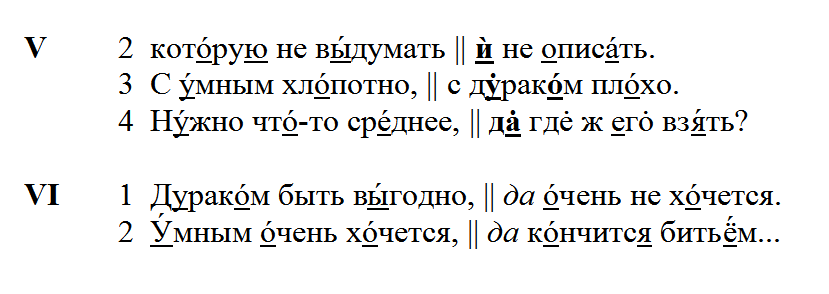 V 2 кото́рую не вы́думать || ѝ не описа́ть.
3 С у́мным хло́потно, || с ду̇рако́м пло́хо.
4 Ну́жно что́-то сре́днее, || да̇ гдė ж его̇ взя́ть?
VI 1 Дурако́м быть вы́годно, || да о́чень не хо́чется.
2 У́мным о́чень хо́чется, || да ко́нчится битьё́м...